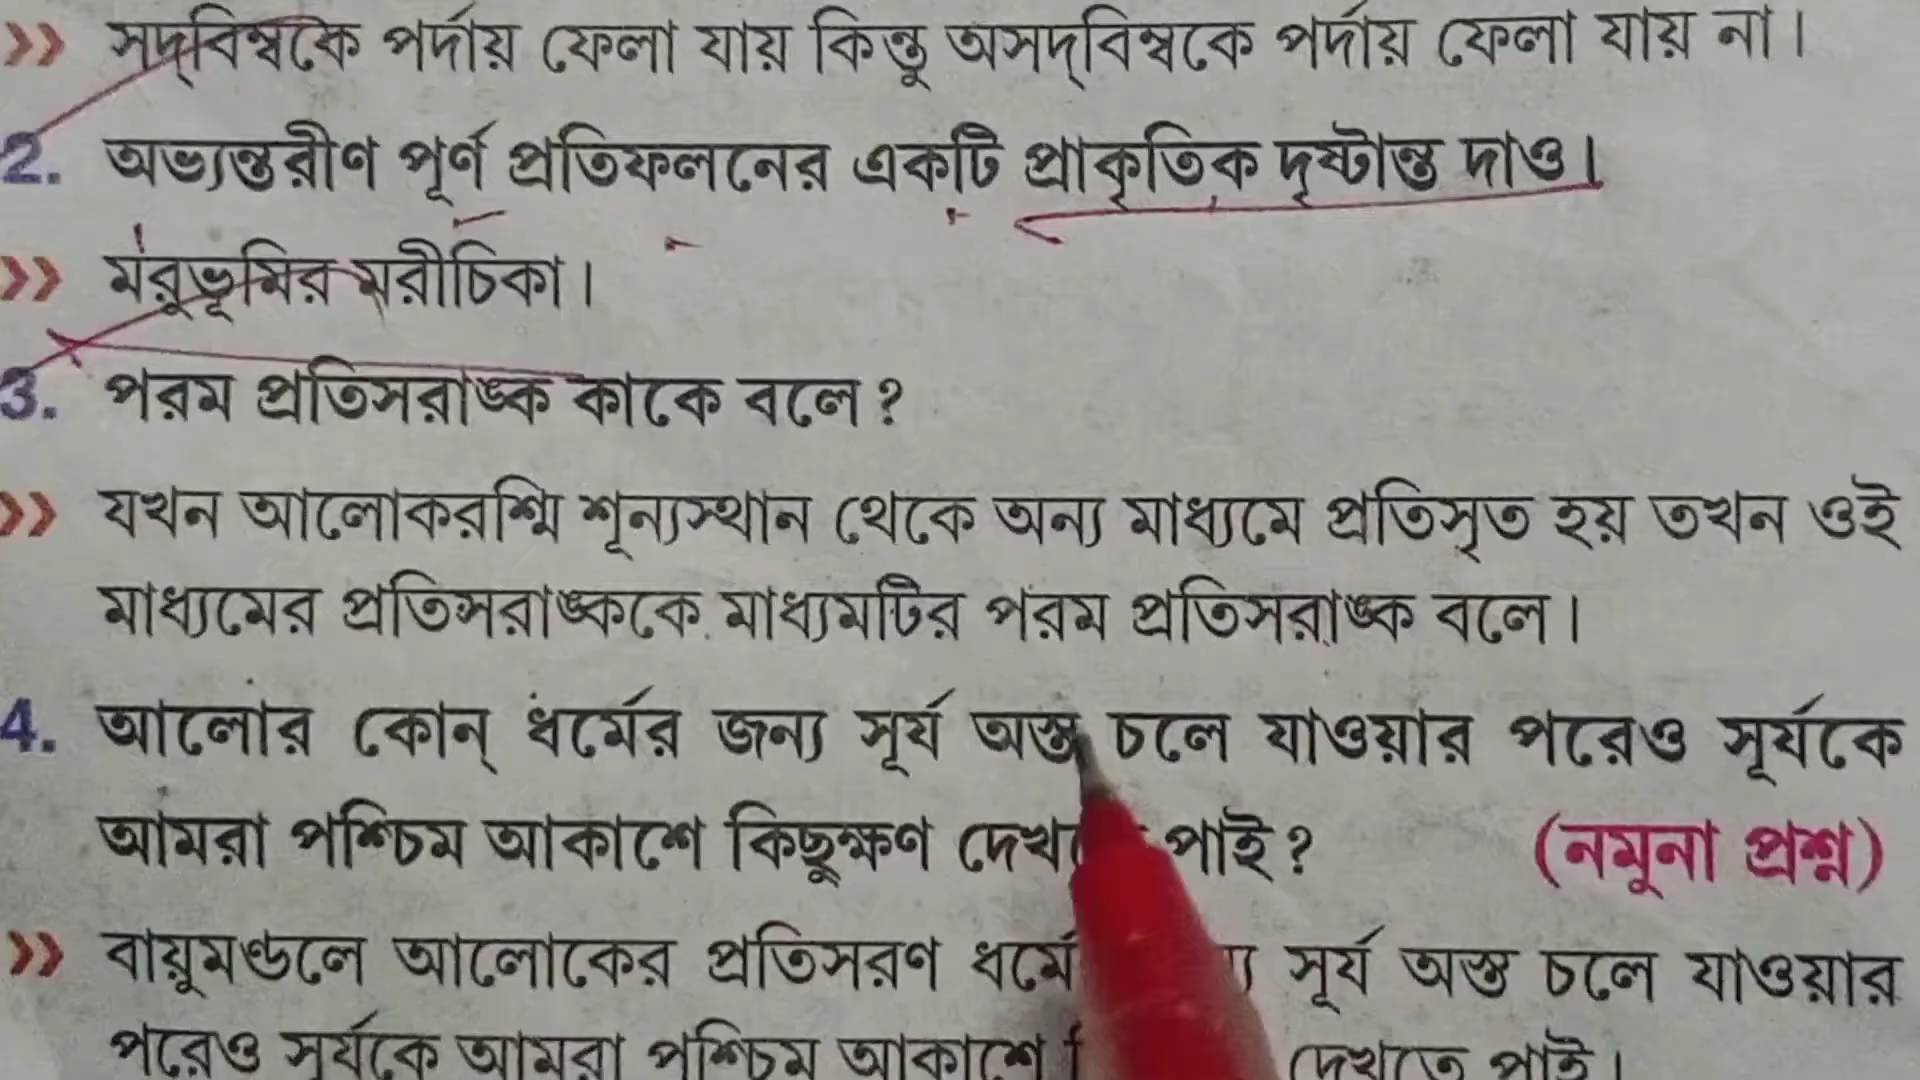 >> সদ্‌বিম্বকে পর্দায় ফেলা যায় কিন্তু অসদ্‌বিম্বকে পর্দায় ফেলা যায় না।
2. অভ্যন্তরীণ পূর্ণ প্রতিফলনের একটি প্রাকৃতিক দৃষ্টান্ত দাও।
>> মরুভূমির মরীচিকা।
3. পরম প্রতিসরাঙ্ক কাকে বলে?
>> যখন আলোকরশ্মি শূন্যস্থান থেকে অন্য মাধ্যমে প্রতিসৃত হয় তখন ওই
মাধ্যমের প্রতিসরাঙ্ককে মাধ্যমটির পরম প্রতিসরাঙ্ক বলে।
4. আলোর কোন্ ধর্মের জন্য সূর্য অস্ত চলে যাওয়ার পরেও সূর্যকে
আমরা পশ্চিম আকাশে কিছুক্ষণ পাই? (নমুনা প্রশ্ন)
>> বায়ুমণ্ডলে আলোকের প্রতিসরণ সূর্য অস্ত চলে যাওয়ার
পরেও সূর্যকে আমরা পশ্চিম আকাশে দেখতে পাই।